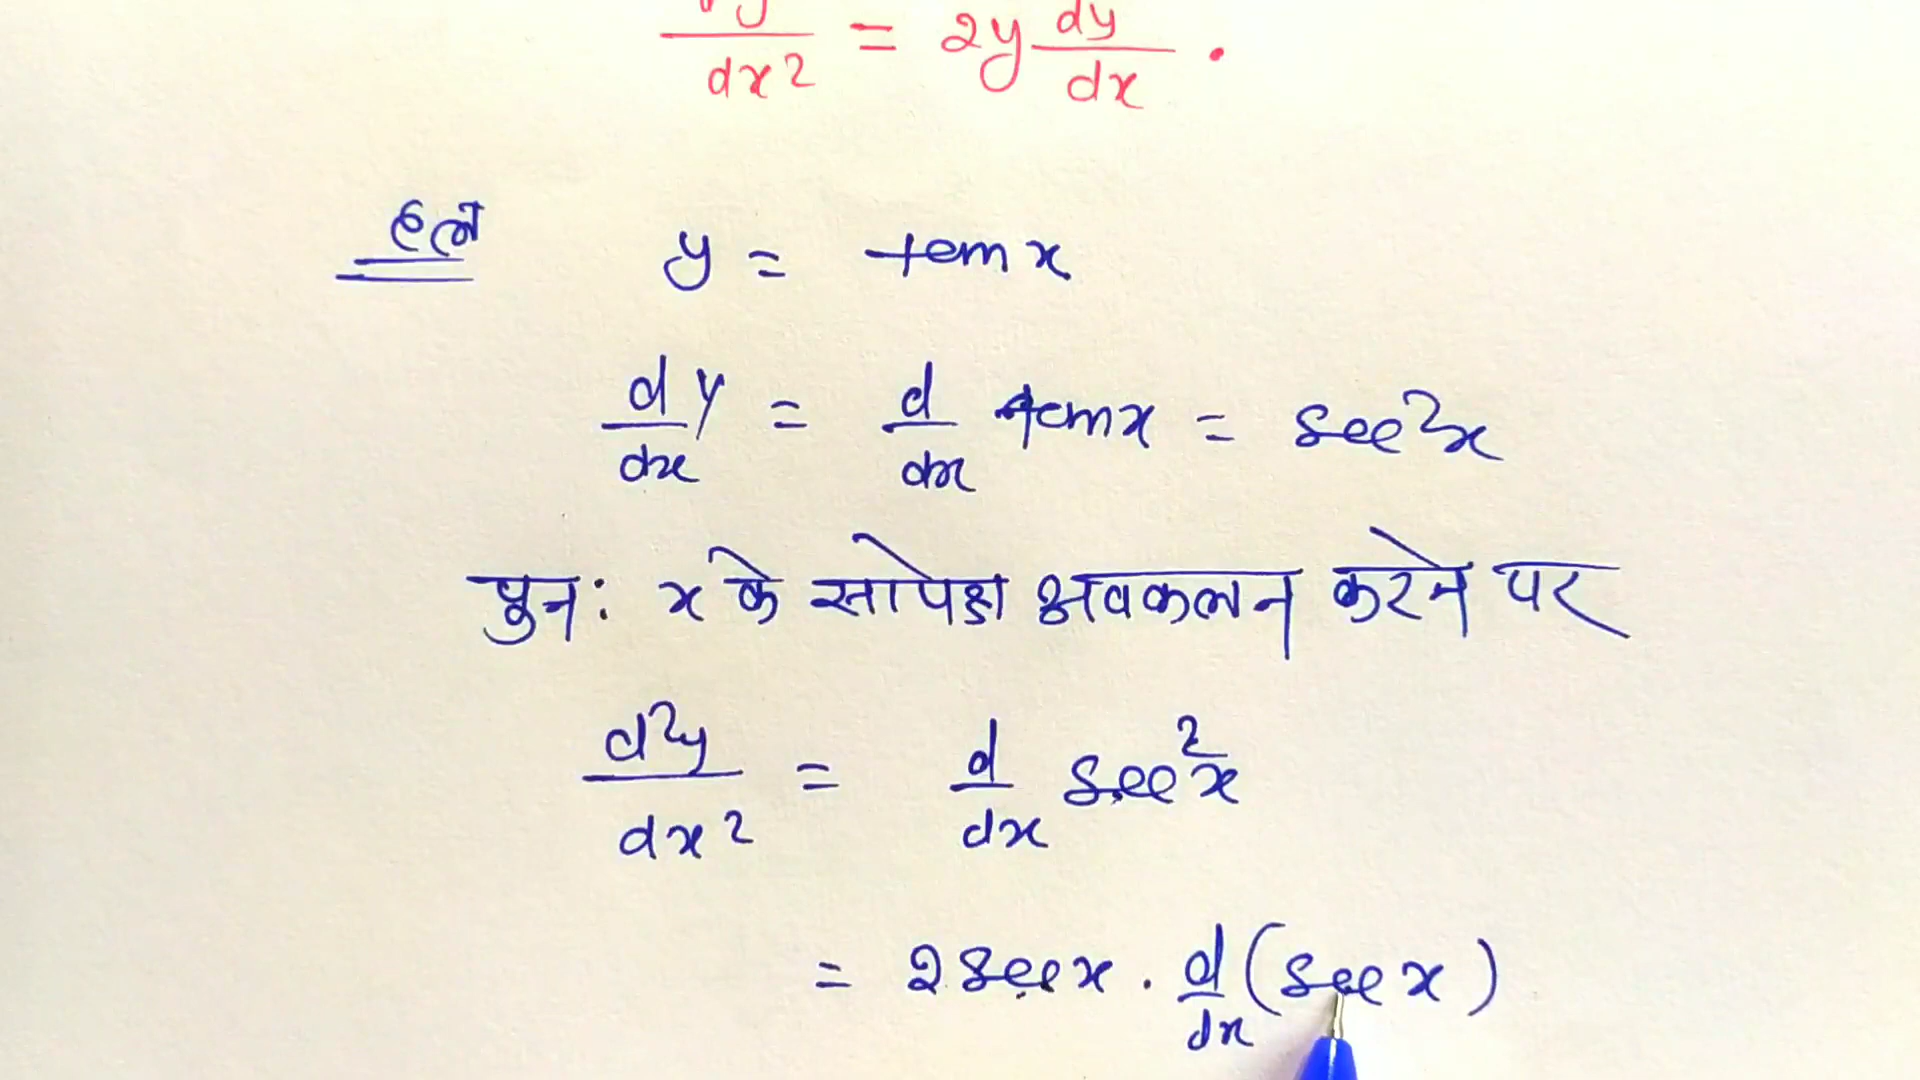 d²y/dx² = 2y dy/dx .
हल y = tan x
dy/dx = d/dx tan x = sec²x
पुन: x के सापेक्ष अवकलन करने पर
d²y/dx² = d/dx sec²x
= 2 sec x . d/dx (sec x)